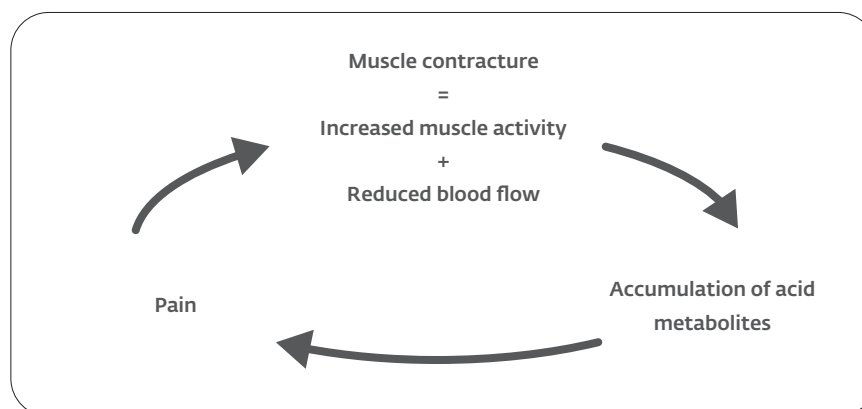 Muscle contracture
=
Increased muscle activity
+
Reduced blood flow
Accumulation of acid
metabolites
Pain